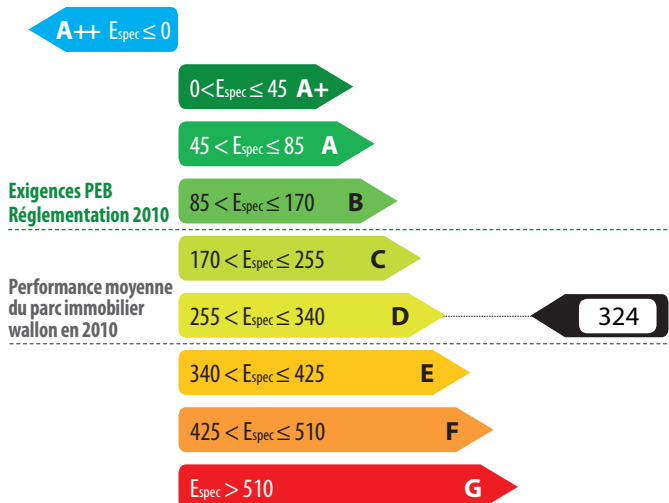 A++ Espec ≤ 0
0 < Espec ≤ 45 A+
45 < Espec ≤ 85 A
Exigences PEB
Réglementation 2010
85 < Espec ≤ 170 B
170 < Espec ≤ 255 C
Performance moyenne
du parc immobilier
wallon en 2010
255 < Espec ≤ 340 D
324
340 < Espec ≤ 425 E
425 < Espec ≤ 510 F
Espec > 510 G